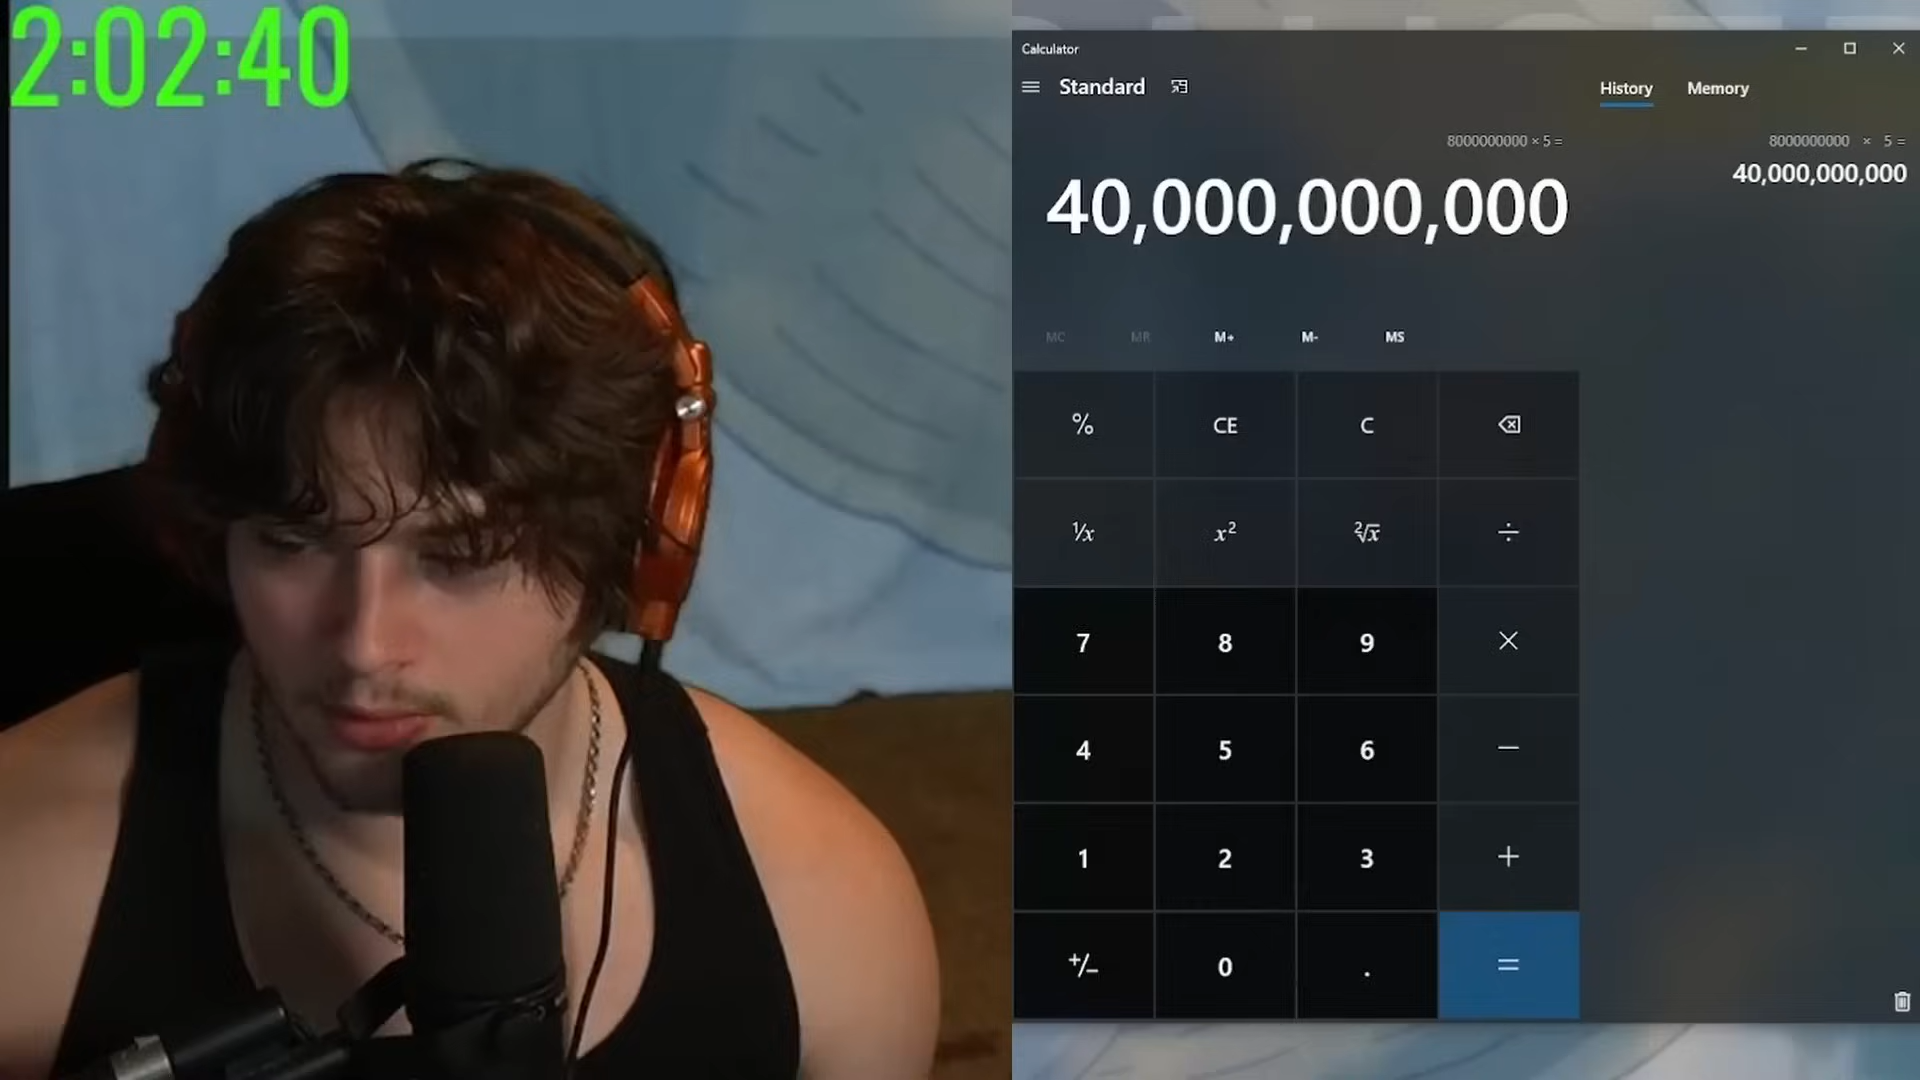 2:02:40
Calculator
Standard
History Memory
8000000000 × 5 =
40,000,000,000
8000000000 × 5 =
40,000,000,000
MC MR M+ M- MS
% CE C
¹/x x² ²√x ÷
7 8 9 ×
4 5 6 −
1 2 3 +
+/− 0 . =